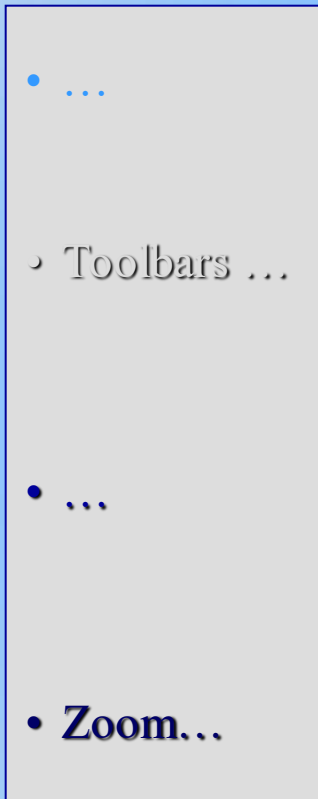 • …
• Toolbars …
• …
• Zoom…